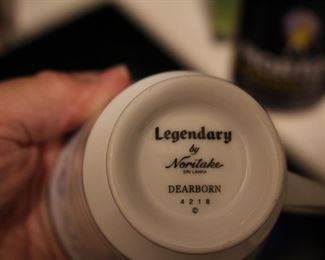 Legendary
by
Noritake
SRI LANKA
DEARBORN
4218
©